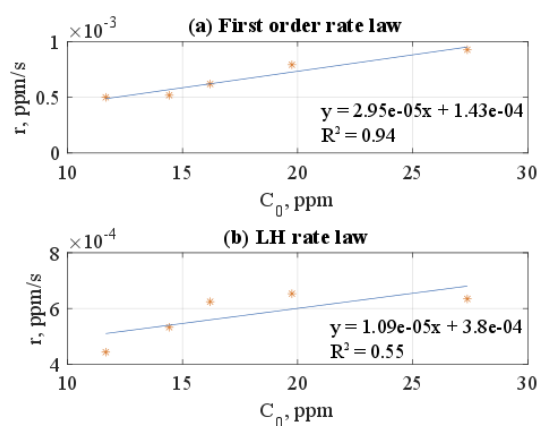 (a) First order rate law
×10⁻³
1
0.5
0
r, ppm/s
y = 2.95e-05x + 1.43e-04
R² = 0.94
10 15 20 25 30
C₀, ppm
(b) LH rate law
×10⁻⁴
8
6
4
r, ppm/s
y = 1.09e-05x + 3.8e-04
R² = 0.55
10 15 20 25 30
C₀, ppm